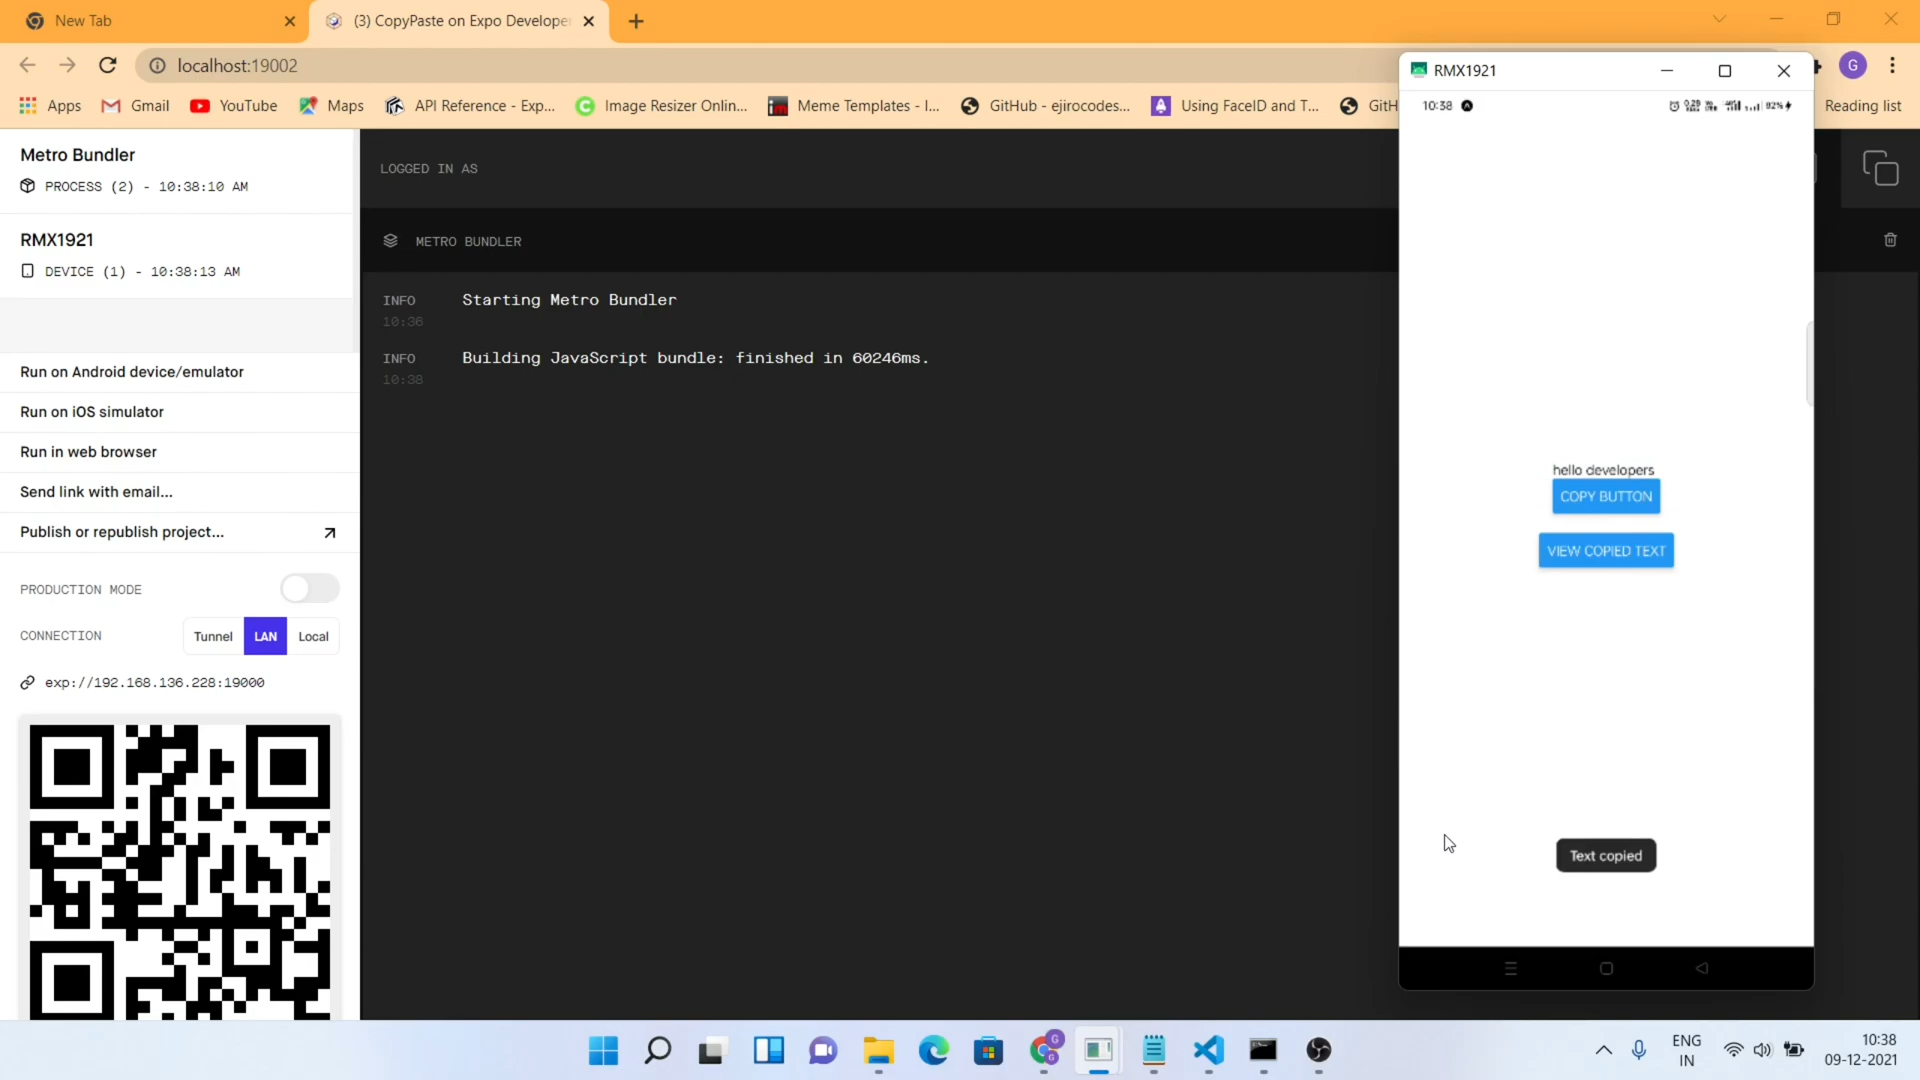 New Tab
(3) CopyPaste on Expo Develope
localhost:19002
G
Apps
Gmail
YouTube
Maps
API Reference - Exp...
Image Resizer Onlin...
Meme Templates - I...
GitHub - ejirocodes...
Using FaceID and T...
GitH
Reading list
Metro Bundler
PROCESS (2) - 10:38:10 AM
RMX1921
DEVICE (1) - 10:38:13 AM
Run on Android device/emulator
Run on iOS simulator
Run in web browser
Send link with email...
Publish or republish project...
PRODUCTION MODE
CONNECTION
Tunnel
LAN
Local
exp://192.168.136.228:19000
LOGGED IN AS
METRO BUNDLER
INFO
Starting Metro Bundler
10:36
INFO
Building JavaScript bundle: finished in 60246ms.
10:38
RMX1921
10:38
92%
hello developers
COPY BUTTON
VIEW COPIED TEXT
Text copied
ENG
IN
10:38
09-12-2021